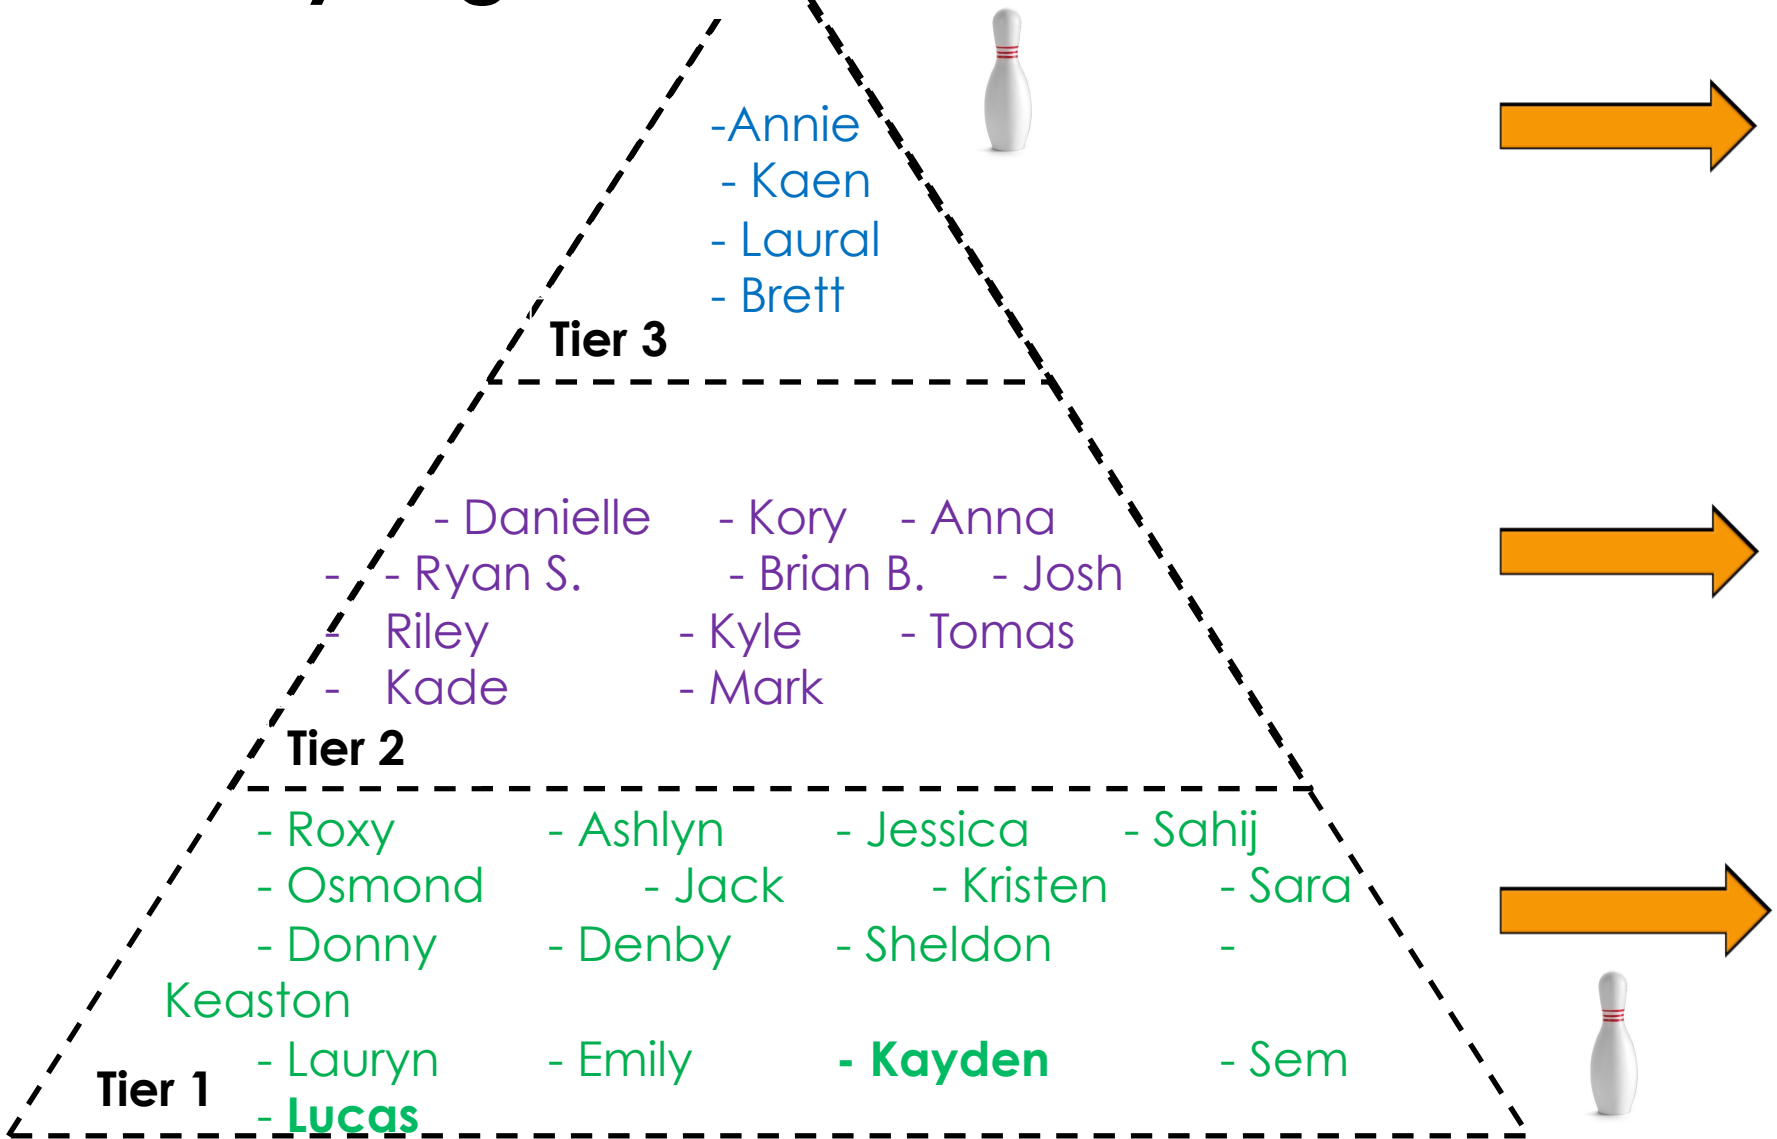 -Annie
- Kaen
- Laural
- Brett
Tier 3
- Danielle - Kory - Anna
- - Ryan S. - Brian B. - Josh
- Riley - Kyle - Tomas
- Kade - Mark
Tier 2
- Roxy - Ashlyn - Jessica - Sahij
- Osmond - Jack - Kristen - Sara
- Donny - Denby - Sheldon -
Keaston
- Lauryn - Emily - Kayden - Sem
Tier 1
- Lucas